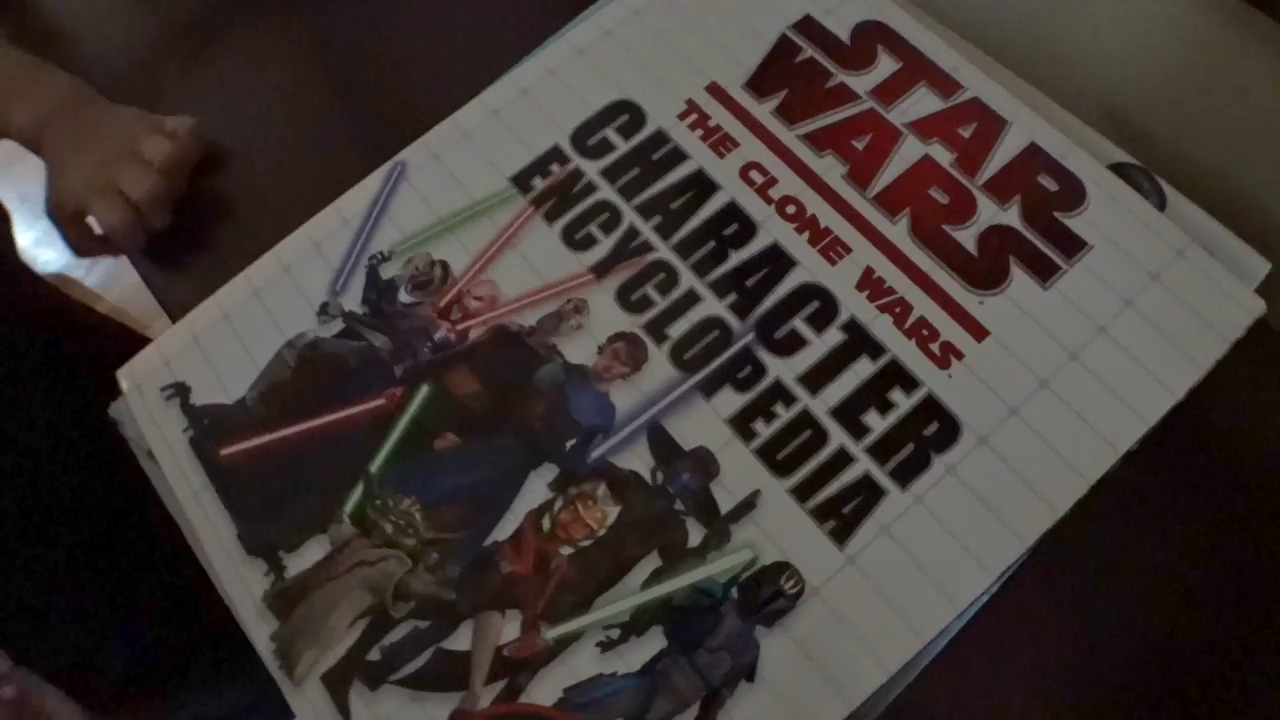 STAR
WARS
THE CLONE WARS
CHARACTER
ENCYCLOPEDIA